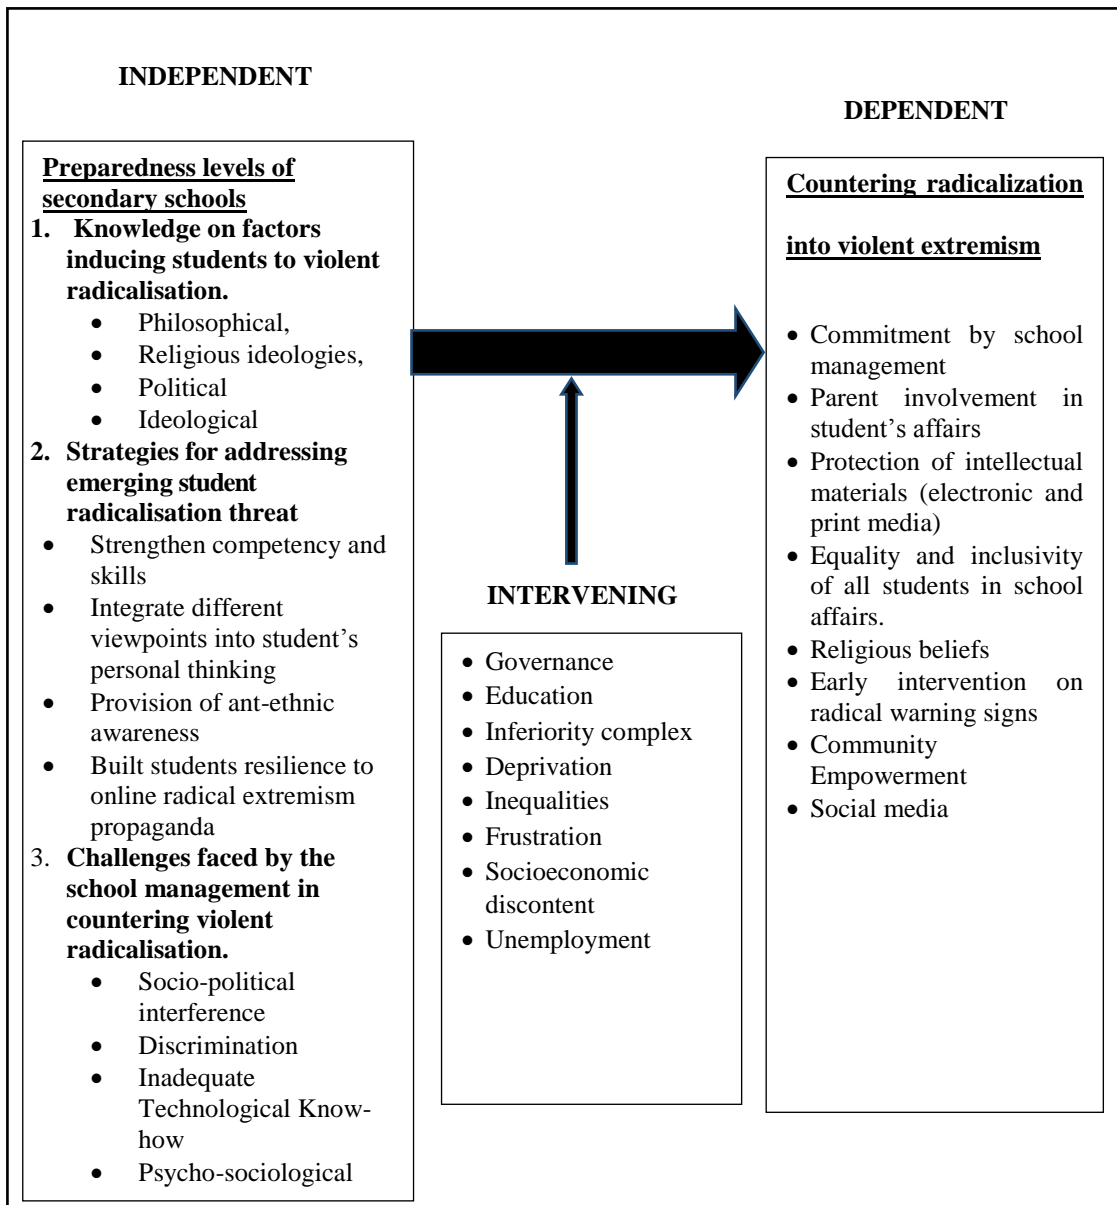 INDEPENDENT
Preparedness levels of
secondary schools
1. Knowledge on factors
inducing students to violent
radicalisation.
• Philosophical,
• Religious ideologies,
• Political
• Ideological
2. Strategies for addressing
emerging student
radicalisation threat
• Strengthen competency and
skills
• Integrate different
viewpoints into student’s
personal thinking
• Provision of ant-ethnic
awareness
• Built students resilience to
online radical extremism
propaganda
3. Challenges faced by the
school management in
countering violent
radicalisation.
• Socio-political
interference
• Discrimination
• Inadequate
Technological Know-
how
• Psycho-sociological
INTERVENING
• Governance
• Education
• Inferiority complex
• Deprivation
• Inequalities
• Frustration
• Socioeconomic
discontent
• Unemployment
DEPENDENT
Countering radicalization
into violent extremism
• Commitment by school
management
• Parent involvement in
student’s affairs
• Protection of intellectual
materials (electronic and
print media)
• Equality and inclusivity
of all students in school
affairs.
• Religious beliefs
• Early intervention on
radical warning signs
• Community
Empowerment
• Social media